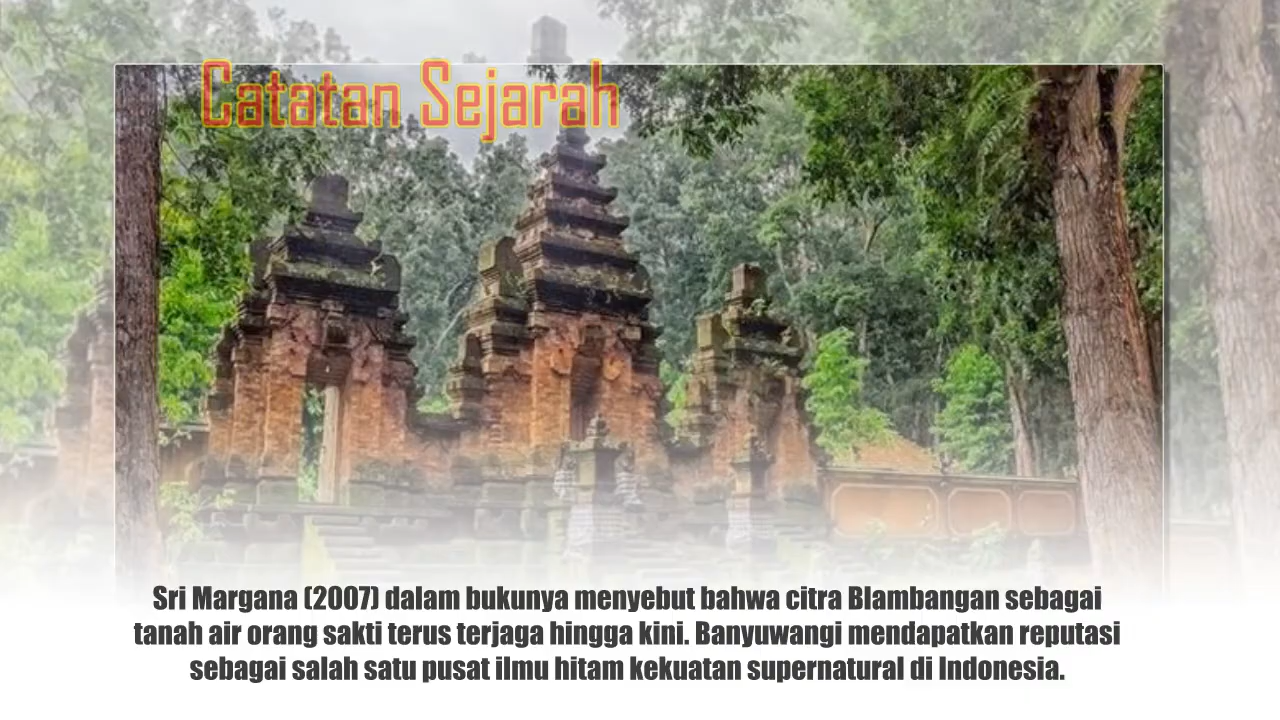 Catatan Sejarah
Sri Margana (2007) dalam bukunya menyebut bahwa citra Blambangan sebagai
tanah air orang sakti terus terjaga hingga kini. Banyuwangi mendapatkan reputasi
sebagai salah satu pusat ilmu hitam kekuatan supernatural di Indonesia.